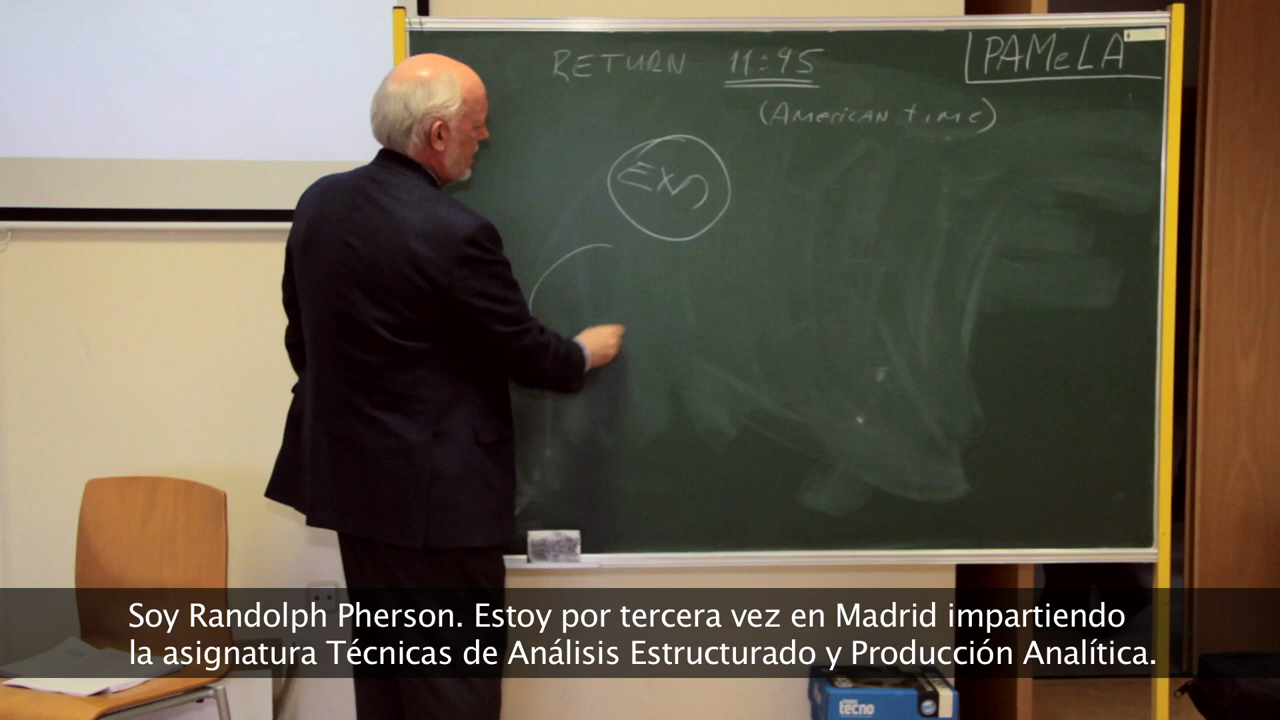 RETURN 11:45
PAMeLA
(AMERICAN TIME)
Soy Randolph Pherson. Estoy por tercera vez en Madrid impartiendo
la asignatura Técnicas de Análisis Estructurado y Producción Analítica.
tecno